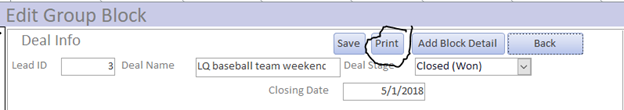 Edit Group Block
Deal Info Save Print Add Block Detail Back
Lead ID 3 Deal Name LQ baseball team weekend Deal Stage Closed (Won)
Closing Date 5/1/2018